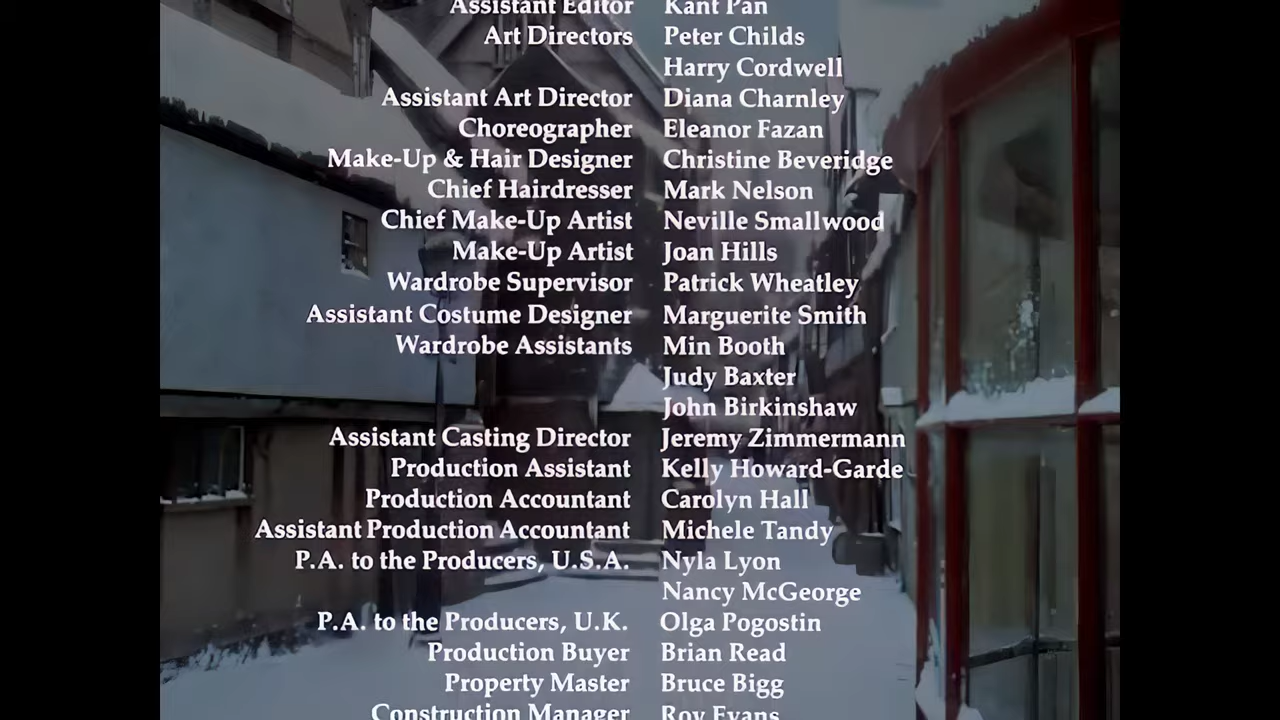 Assistant Editor Kant Pan
Art Directors Peter Childs
Harry Cordwell
Assistant Art Director Diana Charnley
Choreographer Eleanor Fazan
Make-Up & Hair Designer Christine Beveridge
Chief Hairdresser Mark Nelson
Chief Make-Up Artist Neville Smallwood
Make-Up Artist Joan Hills
Wardrobe Supervisor Patrick Wheatley
Assistant Costume Designer Marguerite Smith
Wardrobe Assistants Min Booth
Judy Baxter
John Birkinshaw
Assistant Casting Director Jeremy Zimmermann
Production Assistant Kelly Howard-Garde
Production Accountant Carolyn Hall
Assistant Production Accountant Michele Tandy
P.A. to the Producers, U.S.A. Nyla Lyon
Nancy McGeorge
P.A. to the Producers, U.K. Olga Pogostin
Production Buyer Brian Read
Property Master Bruce Bigg
Construction Manager Roy Evans